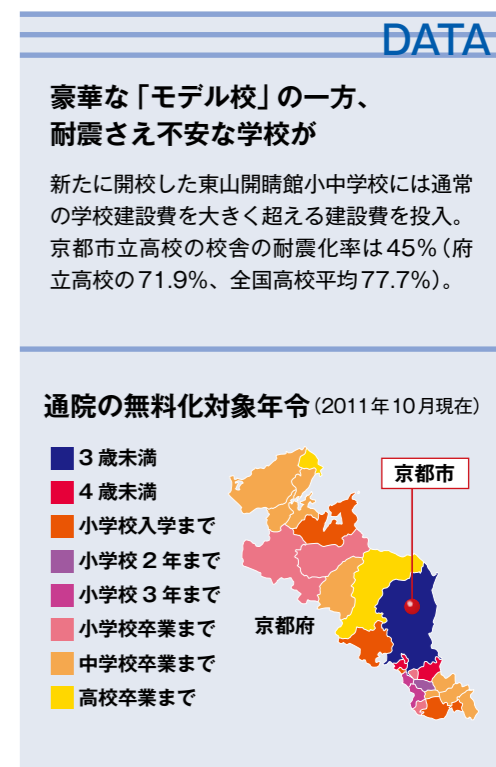 DATA
豪華な「モデル校」の一方、
耐震さえ不安な学校が
新たに開校した東山開睛館小中学校には通常
の学校建設費を大きく超える建設費を投入。
京都市立高校の校舎の耐震化率は45%(府
立高校の71.9%、全国高校平均77.7%)。
通院の無料化対象年令(2011年10月現在)
3歳未満
4歳未満
小学校入学まで
小学校2年まで
小学校3年まで
小学校卒業まで
中学校卒業まで
高校卒業まで
京都市
京都府